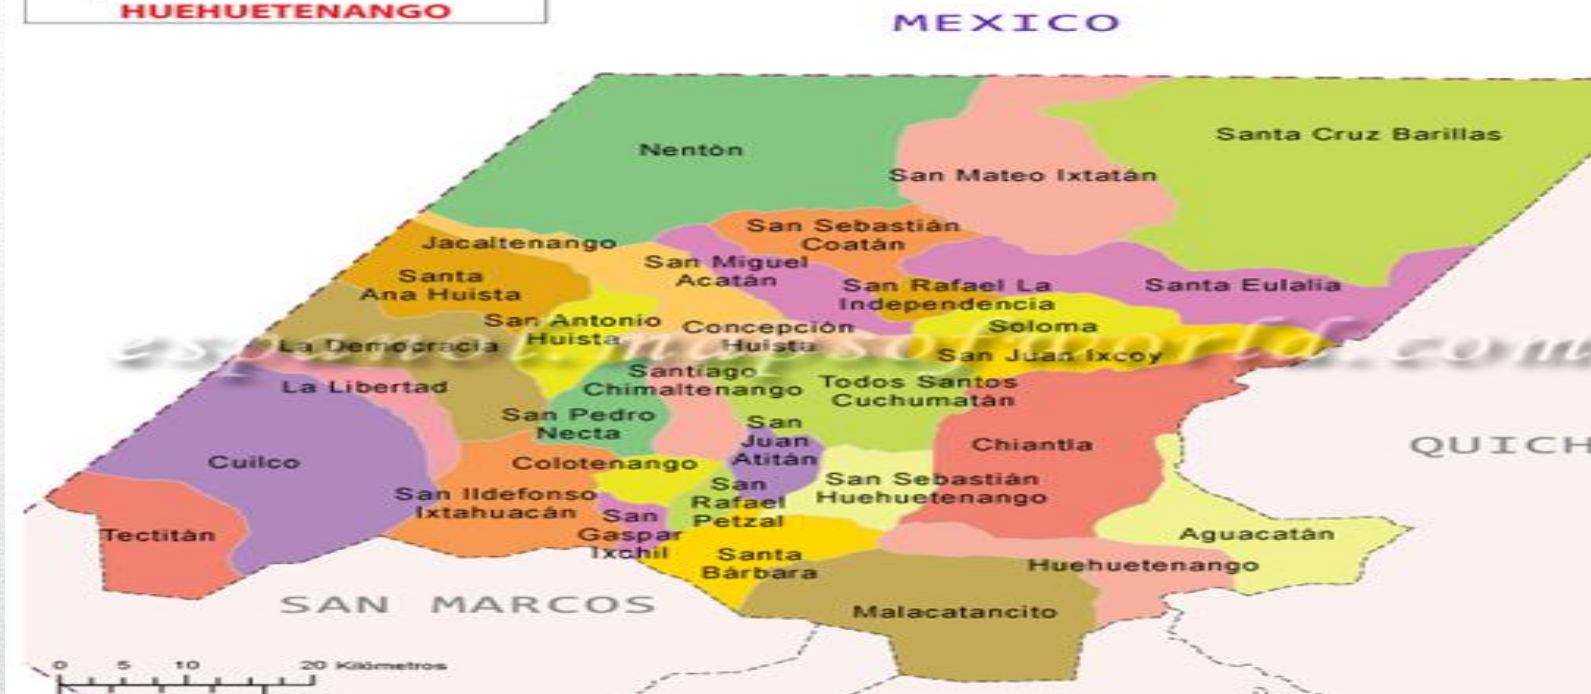 HUEHUETENANGO
MEXICO
Santa Cruz Barillas
Nentón
San Mateo Ixtatán
San Sebastián
Coatán
Jacaltenango
San Miguel
Acatán
Santa
Ana Huista
San Rafael La
Independencia
Santa Eulalia
San Antonio
Huista
Concepción
Huista
Soloma
La Democracia
San Juan Ixcoy
espanol.mapsofworld.com
La Libertad
Santiago
Chimaltenango
Todos Santos
Cuchumatán
San Pedro
Necta
San
Juan
Atitán
Chiantla
QUICH
Cuilco
Colotenango
San Ildefonso
Ixtahuacán
San
Rafael
Petzal
San Sebastián
Huehuetenango
Tectitán
San
Gaspar
Ixchil
Aguacatán
Santa
Bárbara
Huehuetenango
SAN MARCOS
Malacatancito
0 5 10 20 Kilómetros